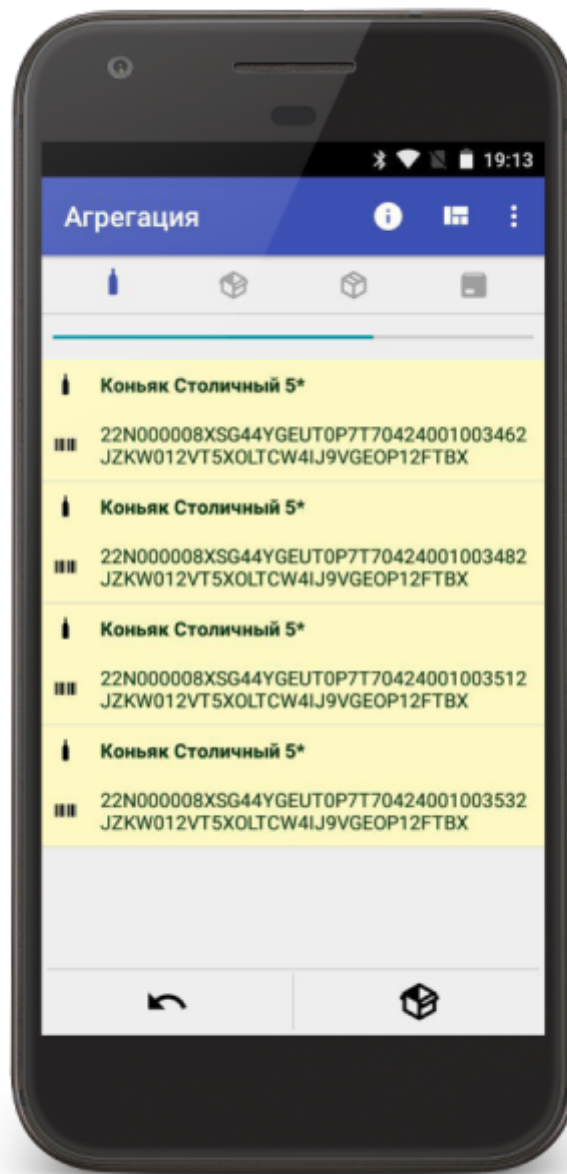 19:13
Агрегация
Коньяк Столичный 5*
22N000008XSG44YGEUT0P7T70424001003462
JZKW012VT5XOLTCW4IJ9VGEOP12FTBX
Коньяк Столичный 5*
22N000008XSG44YGEUT0P7T70424001003482
JZKW012VT5XOLTCW4IJ9VGEOP12FTBX
Коньяк Столичный 5*
22N000008XSG44YGEUT0P7T70424001003512
JZKW012VT5XOLTCW4IJ9VGEOP12FTBX
Коньяк Столичный 5*
22N000008XSG44YGEUT0P7T70424001003532
JZKW012VT5XOLTCW4IJ9VGEOP12FTBX